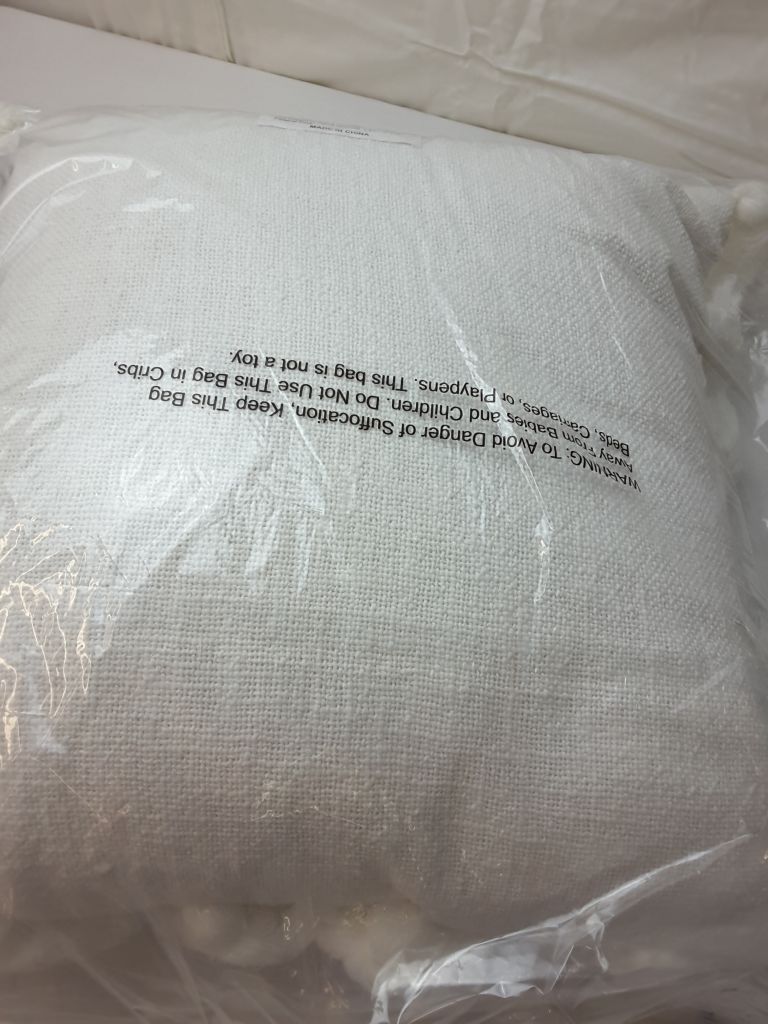 WARNING: To Avoid Danger of Suffocation, Keep This Bag
Away From Babies and Children. Do Not Use This Bag in Cribs,
Beds, Carriages, or Playpens. This bag is not a toy.
MADE IN CHINA